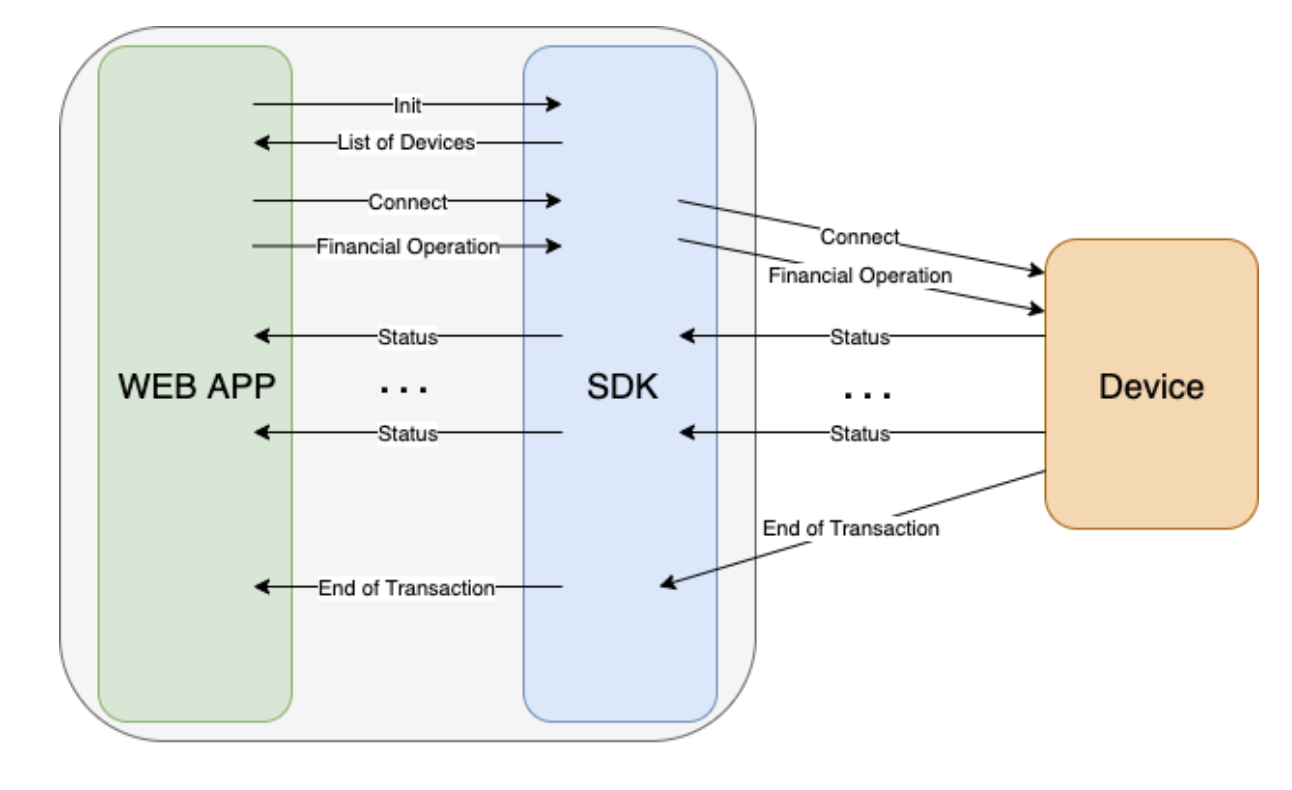 Init
List of Devices
Connect
Connect
Financial Operation
Financial Operation
Status
Status
WEB APP
...
SDK
...
Device
Status
Status
End of Transaction
End of Transaction